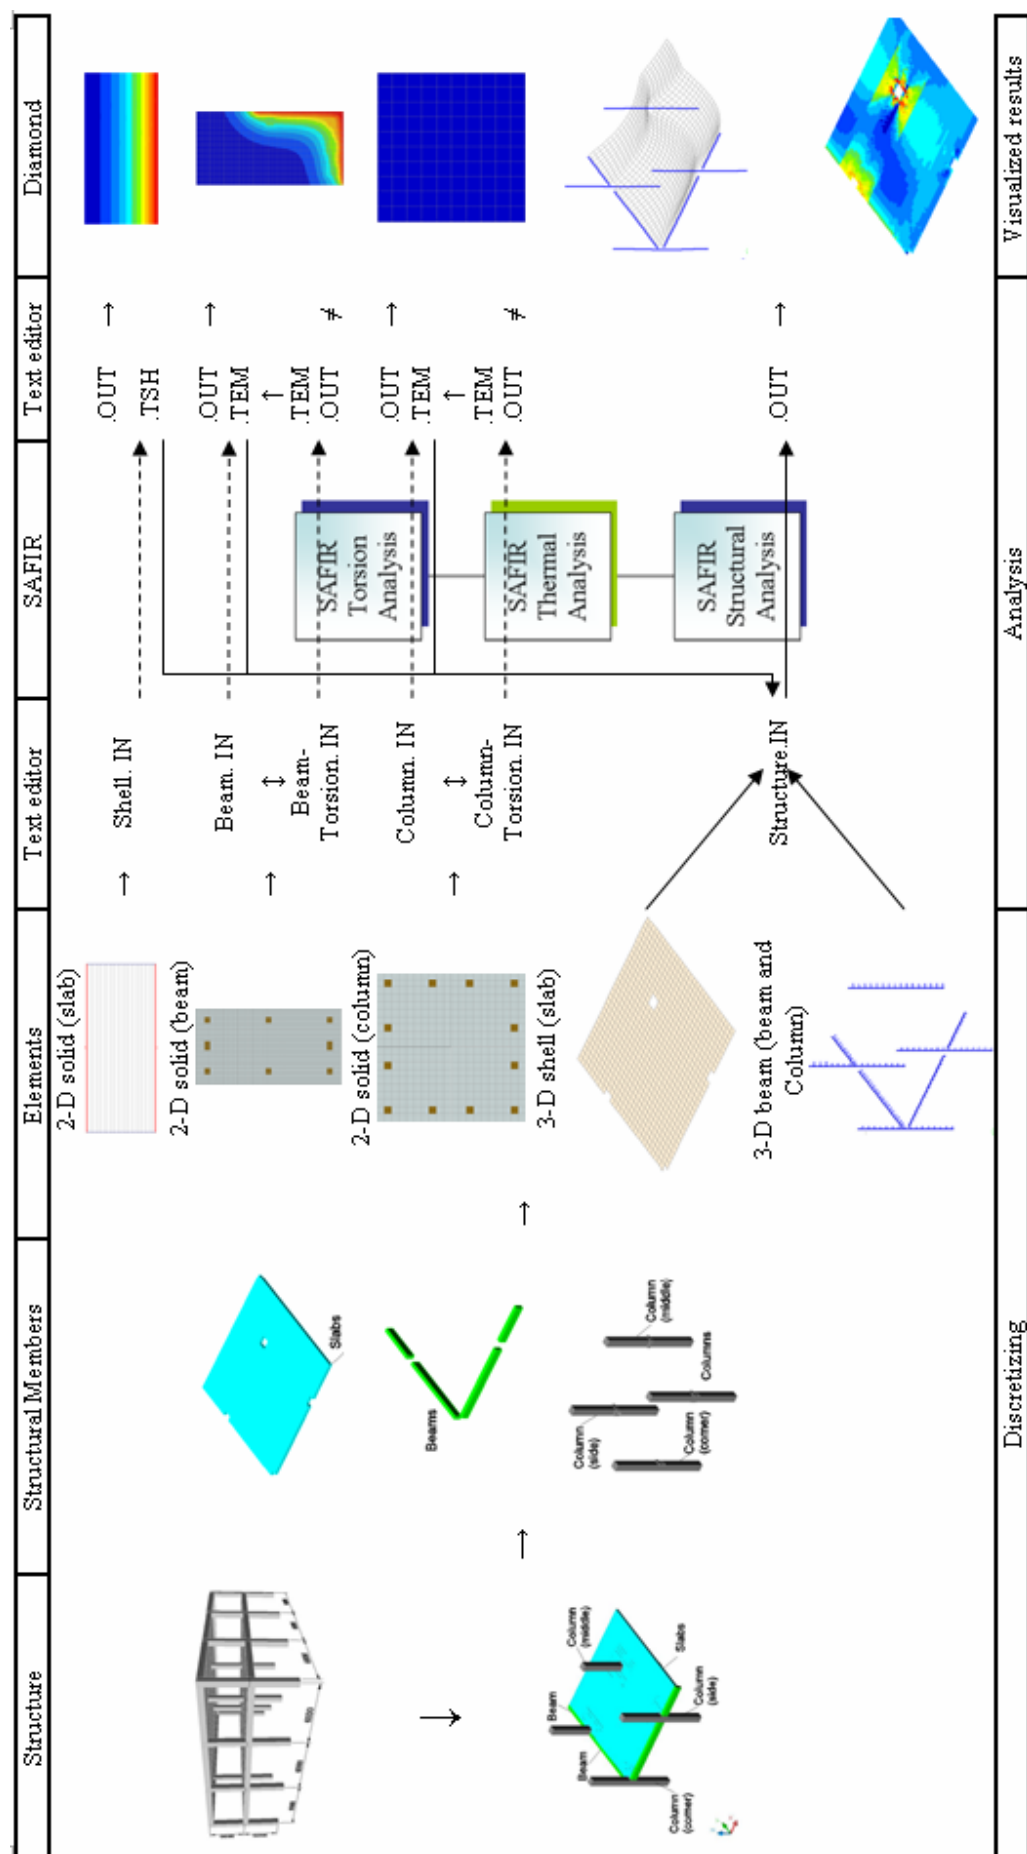 Structure
Structural Members
Elements
Text editor
SAFIR
Text editor
Diamond
Beam
Beam
Column
(middle)
Slabs
Column
(side)
Column
(corner)
Slabs
Beams
Column
(side)
Column
(corner)
Columns
Column
(middle)
2-D solid (slab)
2-D solid (beam)
2-D solid (column)
3-D shell (slab)
3-D beam (beam and
Column)
→
→
→
→
→
→
Shell. IN
Beam. IN
↕
Beam-
Torsion. IN
Column. IN
↕
Column-
Torsion. IN
Structure.IN
SAFIR
Torsion
Analysis
SAFIR
Thermal
Analysis
SAFIR
Structural
Analysis
.OUT →
.TSH
.OUT →
.TEM
↑
.TEM
.OUT ≠
.OUT →
.TEM
↑
.TEM
.OUT ≠
.OUT →
Discretizing
Analysis
Visualized results